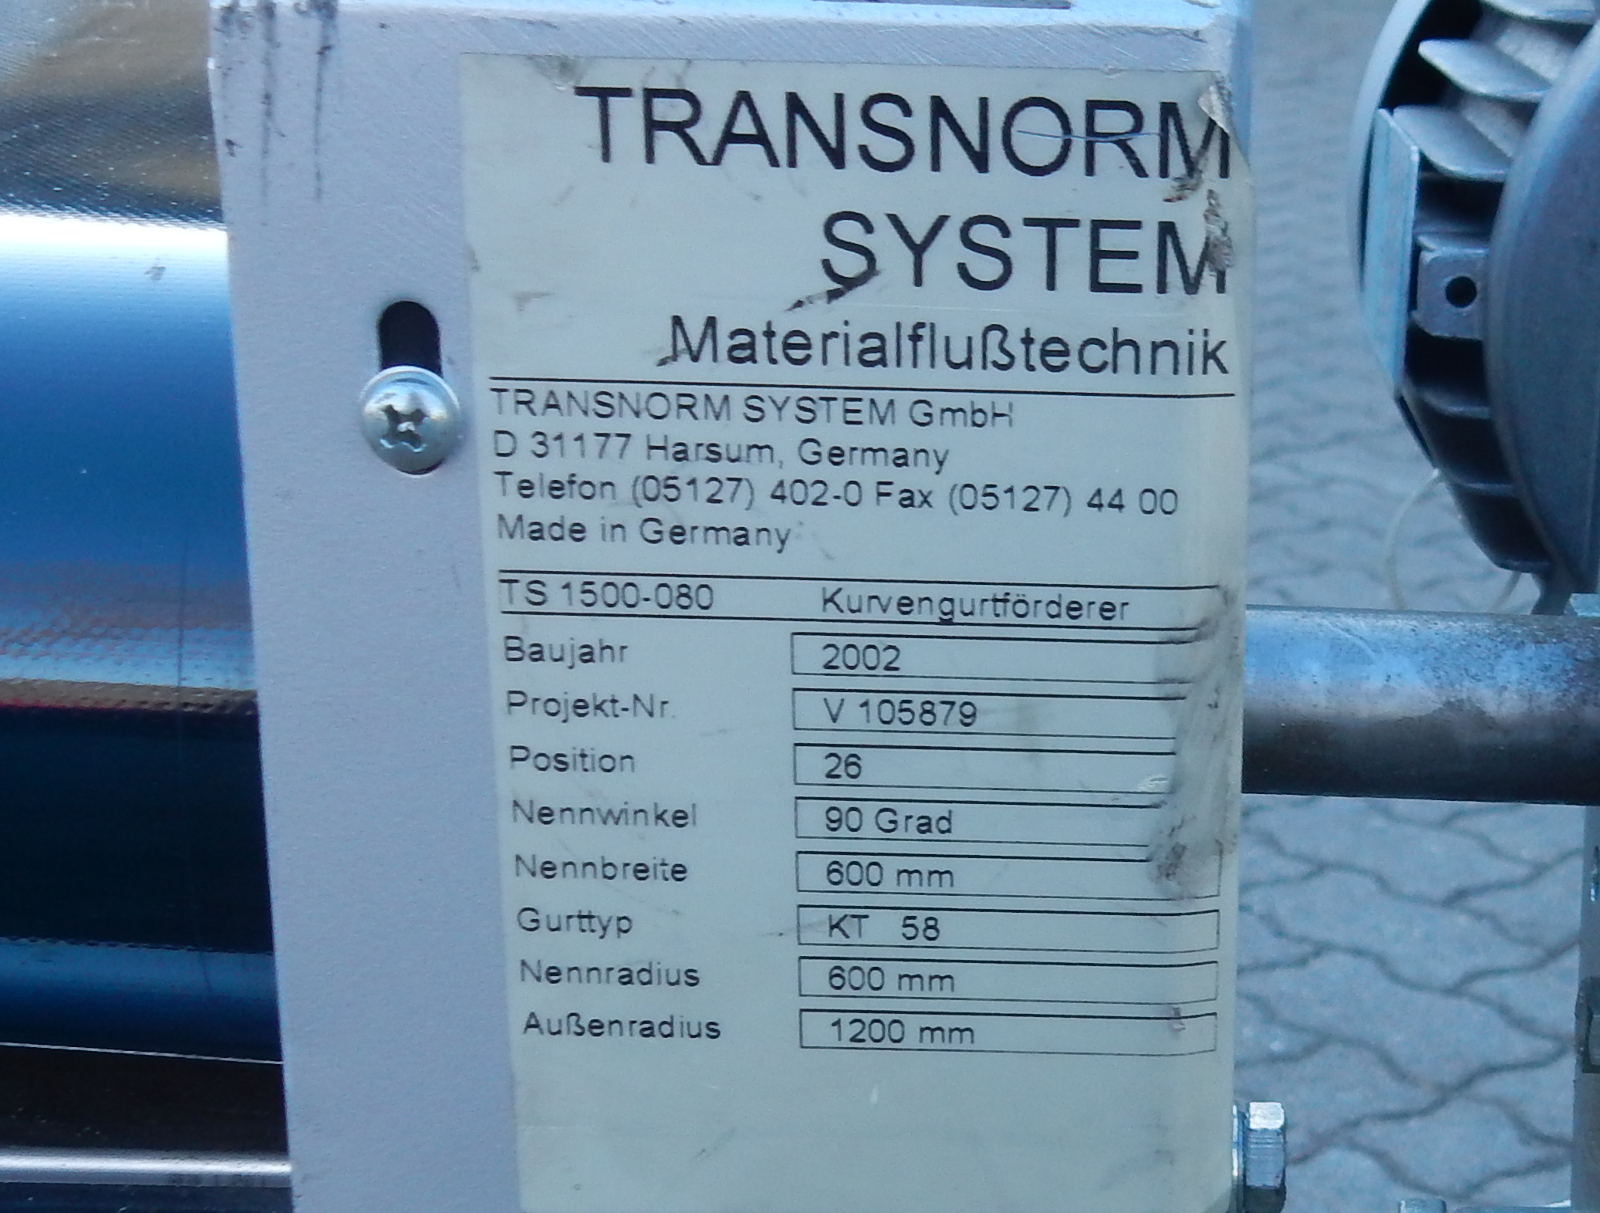 TRANSNORM
SYSTEM
Materialflußtechnik
TRANSNORM SYSTEM GmbH
D 31177 Harsum, Germany
Telefon (05127) 402-0 Fax (05127) 44 00
Made in Germany
TS 1500-080 Kurvengurtförderer
Baujahr 2002
Projekt-Nr. V 105879
Position 26
Nennwinkel 90 Grad
Nennbreite 600 mm
Gurttyp KT 58
Nennradius 600 mm
Außenradius 1200 mm